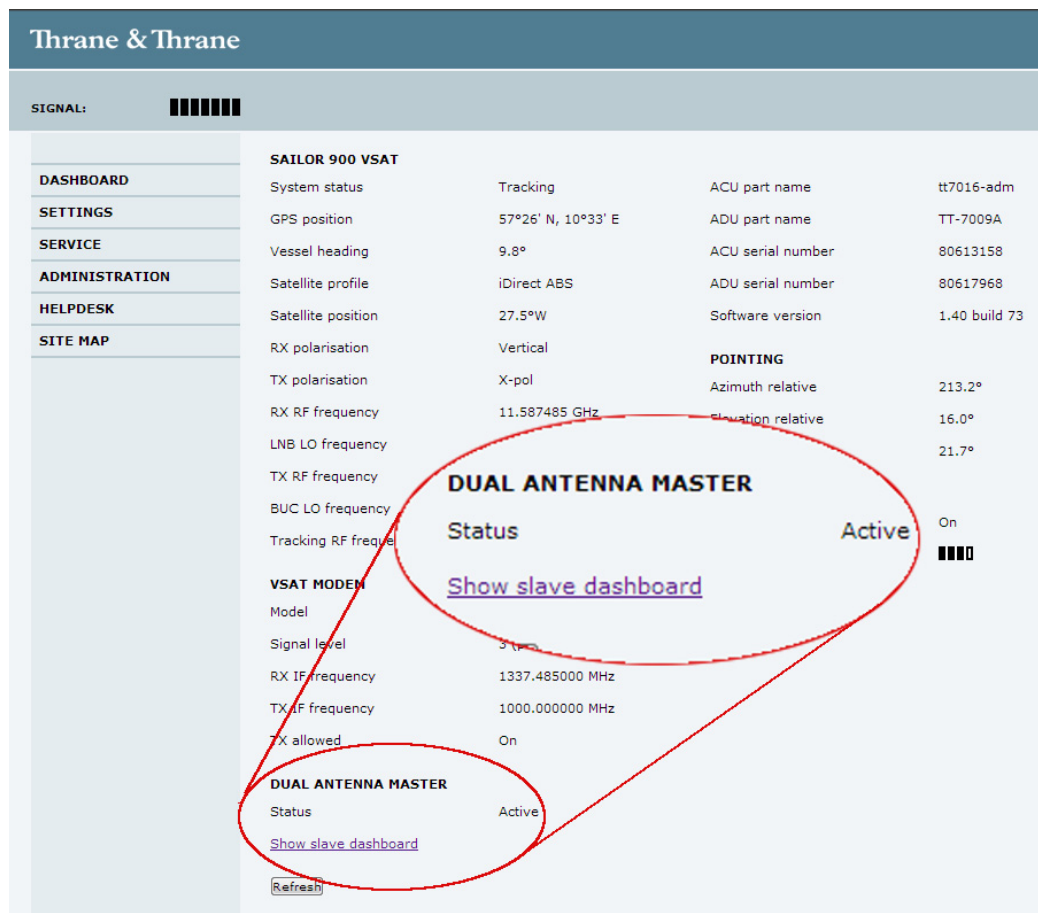 Thrane & Thrane
SIGNAL:
DASHBOARD
SETTINGS
SERVICE
ADMINISTRATION
HELPDESK
SITE MAP
SAILOR 900 VSAT
System status Tracking
GPS position 57°26' N, 10°33' E
Vessel heading 9.8°
Satellite profile iDirect ABS
Satellite position 27.5°W
RX polarisation Vertical
TX polarisation X-pol
RX RF frequency 11.587485 GHz
LNB LO frequency
TX RF frequency
BUC LO frequency
Tracking RF
VSAT MODEM
Model
Signal level 3
RX IF frequency 1337.485000 MHz
TX IF frequency 1000.000000 MHz
TX allowed On
DUAL ANTENNA MASTER
Status Active
Show slave dashboard
Refresh
ACU part name tt7016-adm
ADU part name TT-7009A
ACU serial number 80613158
ADU serial number 80617968
Software version 1.40 build 73
POINTING
Azimuth relative 213.2°
Elevation relative 16.0°
21.7°
On
DUAL ANTENNA MASTER
Status Active
Show slave dashboard